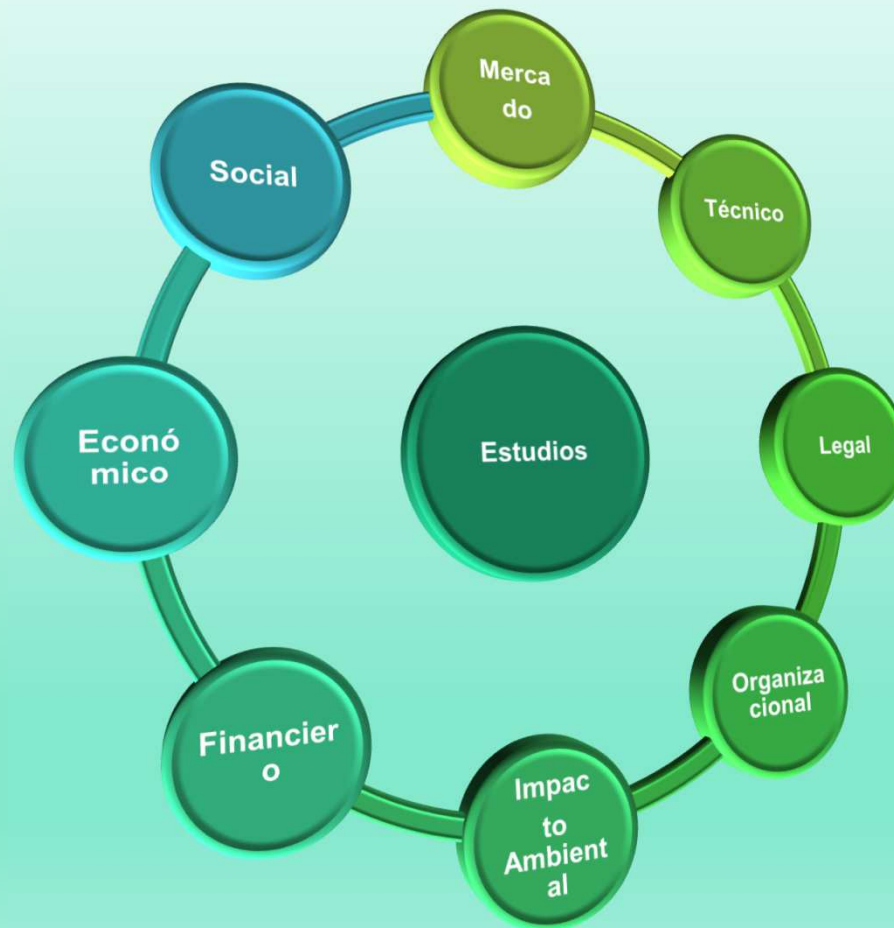 Merca
do
Técnico
Legal
Organiza
cional
Impac
to
Ambient
al
Financier
o
Econó
mico
Social
Estudios